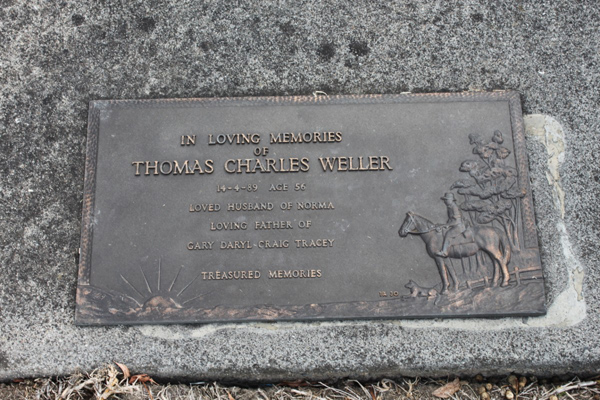 IN LOVING MEMORIES
OF
THOMAS CHARLES WELLER
14-4-89 AGE 56
LOVED HUSBAND OF NORMA
LOVING FATHER OF
GARY DARYL-CRAIG TRACEY
TREASURED MEMORIES